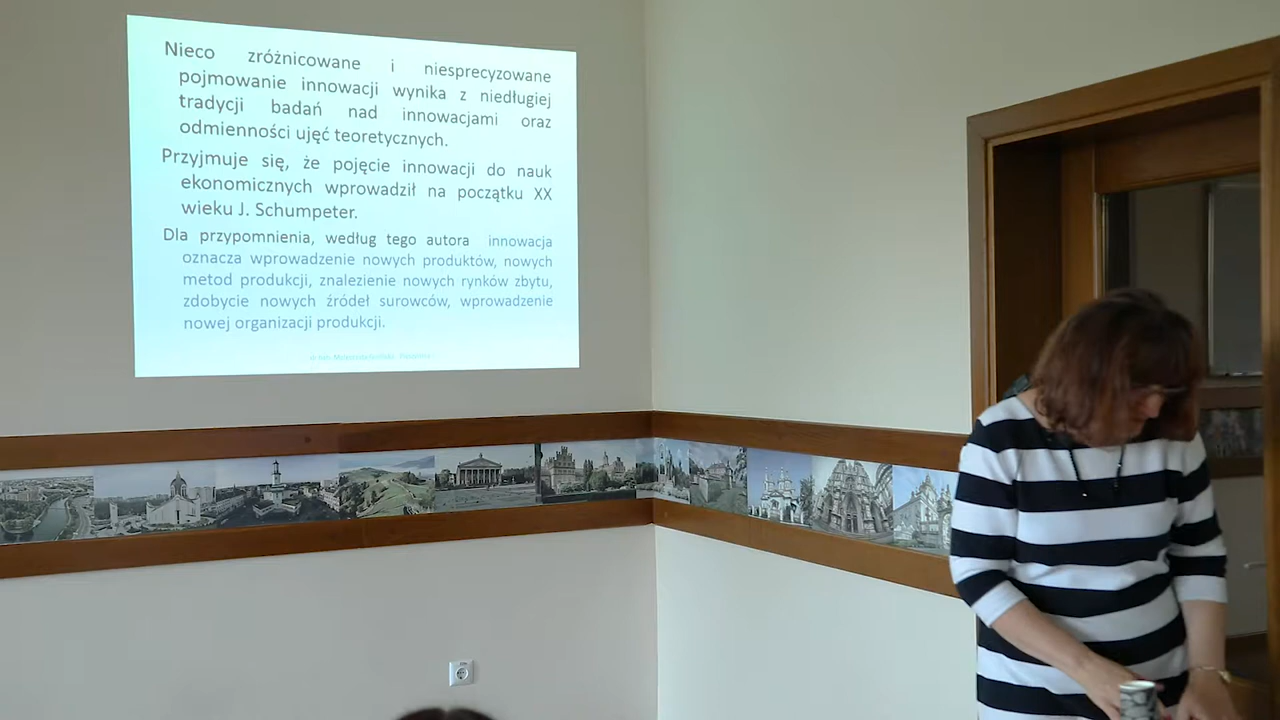 Nieco zróżnicowane i niesprecyzowane
pojmowanie innowacji wynika z niedługiej
tradycji badań nad innowacjami oraz
odmienności ujęć teoretycznych.
Przyjmuje się, że pojęcie innowacji do nauk
ekonomicznych wprowadził na początku XX
wieku J. Schumpeter.
Dla przypomnienia, według tego autora innowacja
oznacza wprowadzenie nowych produktów, nowych
metod produkcji, znalezienie nowych rynków zbytu,
zdobycie nowych źródeł surowców, wprowadzenie
nowej organizacji produkcji.